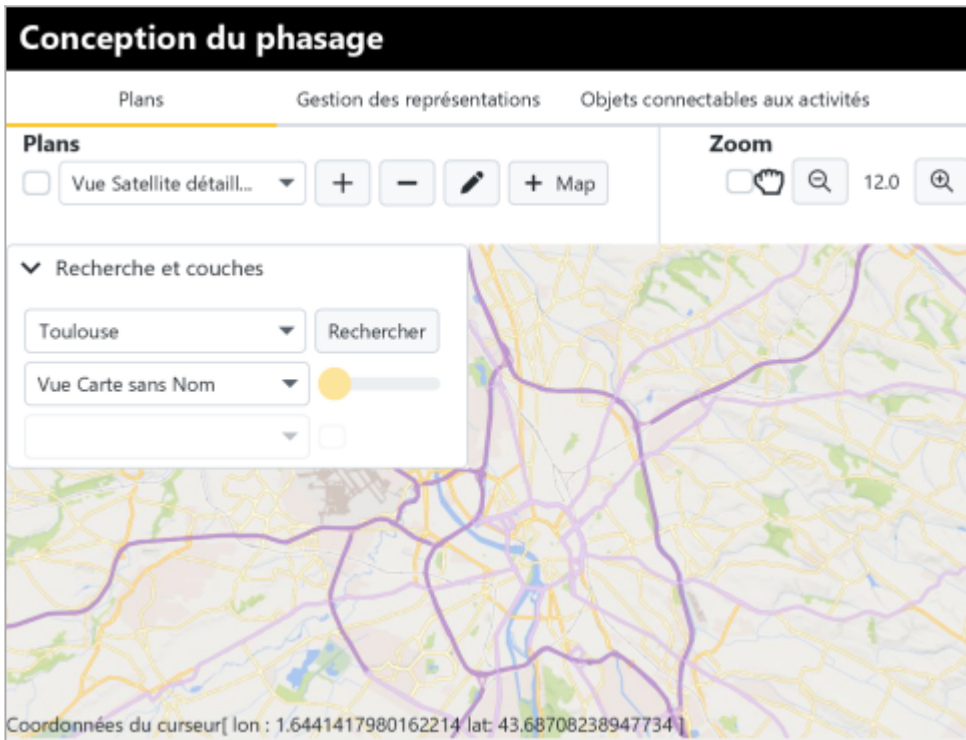 Conception du phasage
Plans Gestion des représentations Objets connectables aux activités
Plans Zoom
Vue Satellite détaill... + Map 12.0
Recherche et couches
Toulouse Rechercher
Vue Carte sans Nom
Coordonnées du curseur[ lon : 1.6441417980162214 lat: 43.68708238947734 ]